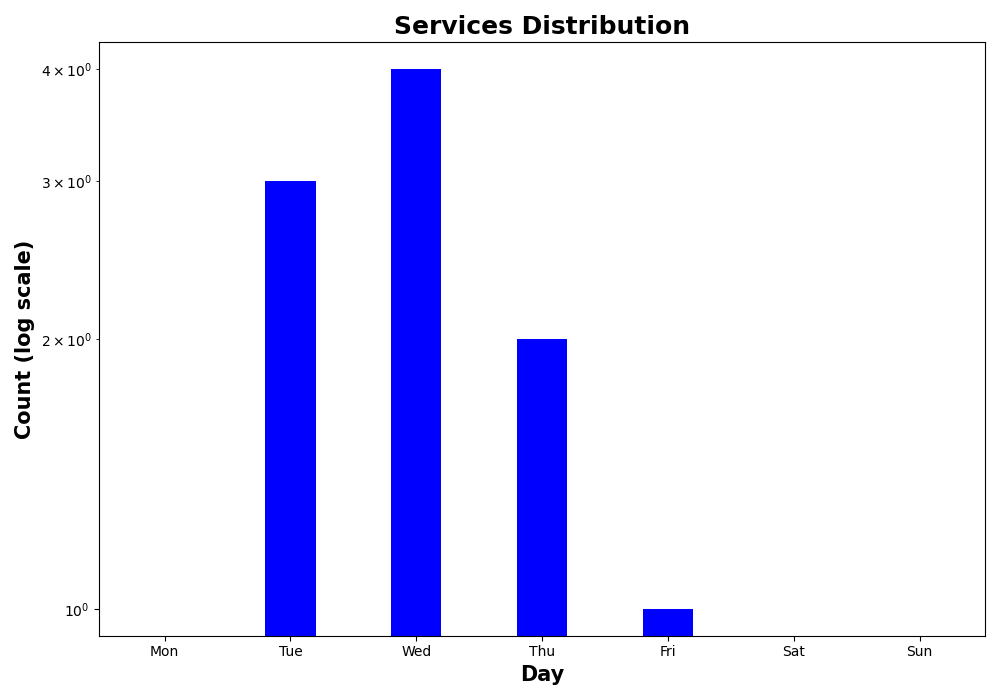 Services Distribution
Count (log scale)
4 × 10⁰
3 × 10⁰
2 × 10⁰
10⁰
Mon Tue Wed Thu Fri Sat Sun
Day